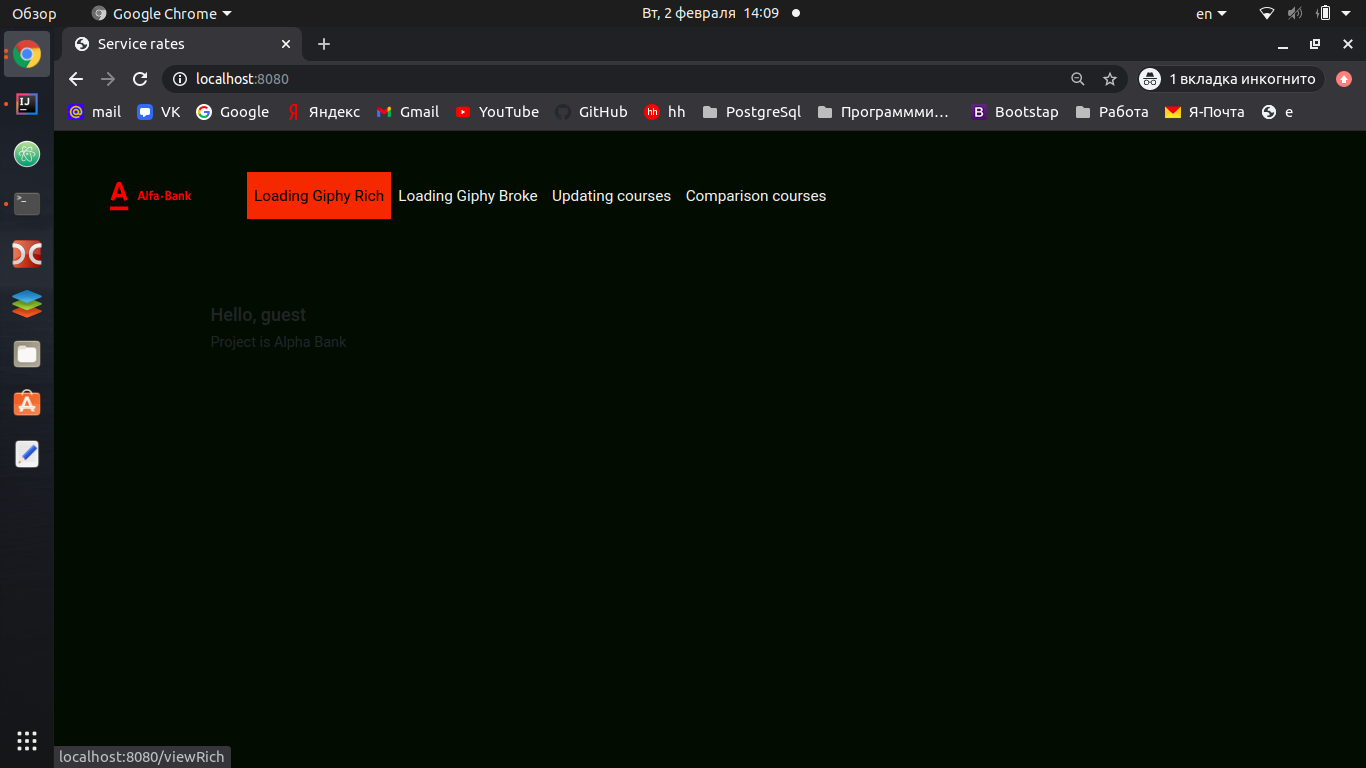 Обзор Google Chrome Вт, 2 февраля 14:09 en
Service rates
localhost:8080 1 вкладка инкогнито
mail VK Google Яндекс Gmail YouTube GitHub hh PostgreSql Программми… Bootstap Работа Я-Почта e
Alfa·Bank Loading Giphy Rich Loading Giphy Broke Updating courses Comparison courses
Hello, guest
Project is Alpha Bank
localhost:8080/viewRich